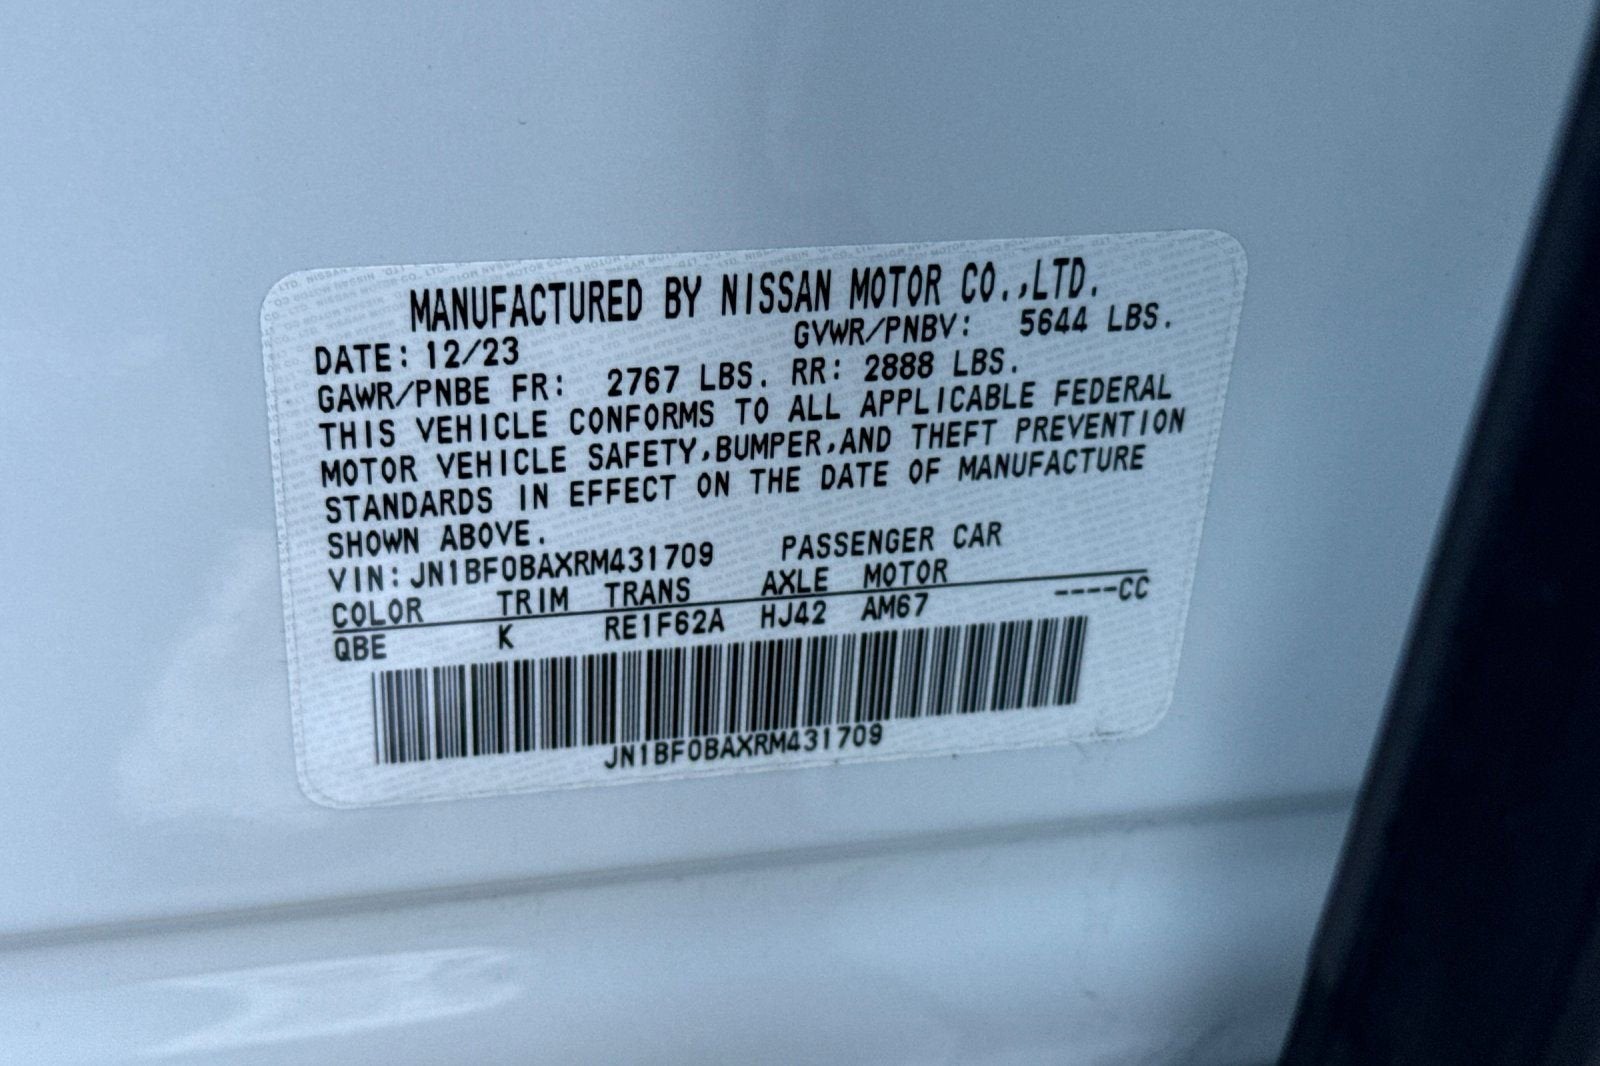 MANUFACTURED BY NISSAN MOTOR CO.,LTD.
DATE: 12/23 GVWR/PNBV: 5644 LBS.
GAWR/PNBE FR: 2767 LBS. RR: 2888 LBS.
THIS VEHICLE CONFORMS TO ALL APPLICABLE FEDERAL
MOTOR VEHICLE SAFETY,BUMPER,AND THEFT PREVENTION
STANDARDS IN EFFECT ON THE DATE OF MANUFACTURE
SHOWN ABOVE.
VIN: JN1BF0BAXRM431709 PASSENGER CAR
COLOR TRIM TRANS AXLE MOTOR
QBE K RE1F62A HJ42 AM67 ----CC
JN1BF0BAXRM431709